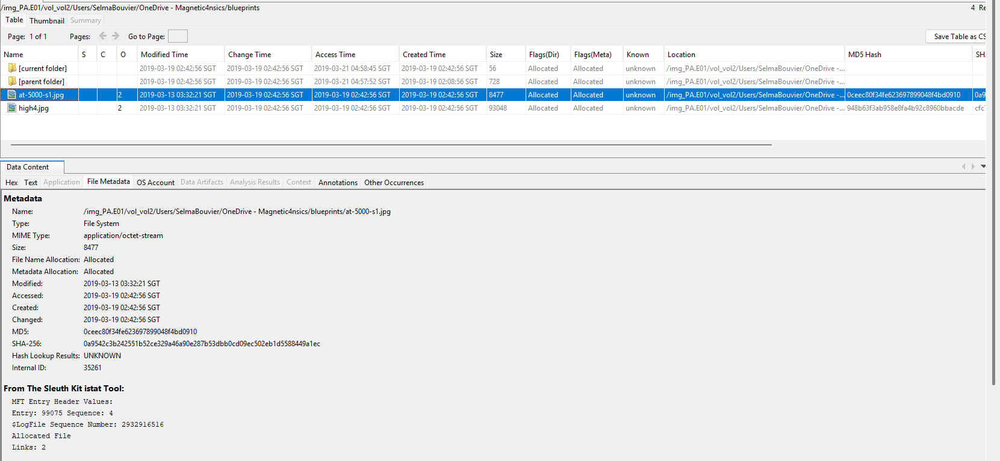 /img_PA.E01/vol_vol2/Users/SelmaBouvier/OneDrive - Magnetic4nsics/blueprints 4 Re
Table Thumbnail Summary
Page: 1 of 1 Pages: Go to Page: Save Table as CS
Name S C O Modified Time Change Time Access Time Created Time Size Flags(Dir) Flags(Meta) Known Location MD5 Hash SHA
[current folder] 2019-03-19 02:42:56 SGT 2019-03-19 02:42:56 SGT 2019-03-21 04:58:45 SGT 2019-03-19 02:42:56 SGT 56 Allocated Allocated unknown /img_PA.E01/vol_vol2/Users/SelmaBouvier/OneDrive -...
[parent folder] 2019-03-19 02:42:56 SGT 2019-03-19 02:42:56 SGT 2019-03-21 04:57:52 SGT 2019-03-19 02:08:56 SGT 728 Allocated Allocated unknown /img_PA.E01/vol_vol2/Users/SelmaBouvier/OneDrive -...
at-5000-s1.jpg 2 2019-03-13 03:32:21 SGT 2019-03-19 02:42:56 SGT 2019-03-19 02:42:56 SGT 2019-03-19 02:42:56 SGT 8477 Allocated Allocated unknown /img_PA.E01/vol_vol2/Users/SelmaBouvier/OneDrive -... 0ceec80f34fe623697899048f4bd0910 0a9
high4.jpg 2 2019-03-13 03:32:21 SGT 2019-03-19 02:42:56 SGT 2019-03-19 02:42:56 SGT 2019-03-19 02:42:56 SGT 93048 Allocated Allocated unknown /img_PA.E01/vol_vol2/Users/SelmaBouvier/OneDrive -... 948b63f3ab958e8fa4b92c8960bbacde cfc
Data Content
Hex Text Application File Metadata OS Account Data Artifacts Analysis Results Context Annotations Other Occurrences
Metadata
Name: /img_PA.E01/vol_vol2/Users/SelmaBouvier/OneDrive - Magnetic4nsics/blueprints/at-5000-s1.jpg
Type: File System
MIME Type: application/octet-stream
Size: 8477
File Name Allocation: Allocated
Metadata Allocation: Allocated
Modified: 2019-03-13 03:32:21 SGT
Accessed: 2019-03-19 02:42:56 SGT
Created: 2019-03-19 02:42:56 SGT
Changed: 2019-03-19 02:42:56 SGT
MD5: 0ceec80f34fe623697899048f4bd0910
SHA-256: 0a9542c3b242551b52ce329a46a90e287b53dbb0cd09ec502eb1d5588449a1ec
Hash Lookup Results: UNKNOWN
Internal ID: 35261
From The Sleuth Kit istat Tool:
MFT Entry Header Values:
Entry: 99075 Sequence: 4
$LogFile Sequence Number: 2932916516
Allocated File
Links: 2